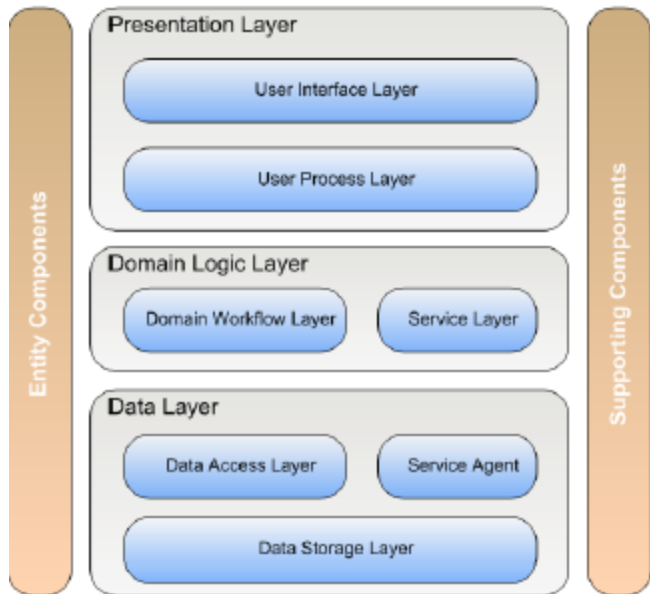 Presentation Layer
User Interface Layer
User Process Layer
Domain Logic Layer
Domain Workflow Layer
Service Layer
Data Layer
Data Access Layer
Service Agent
Data Storage Layer
Entity Components
Supporting Components